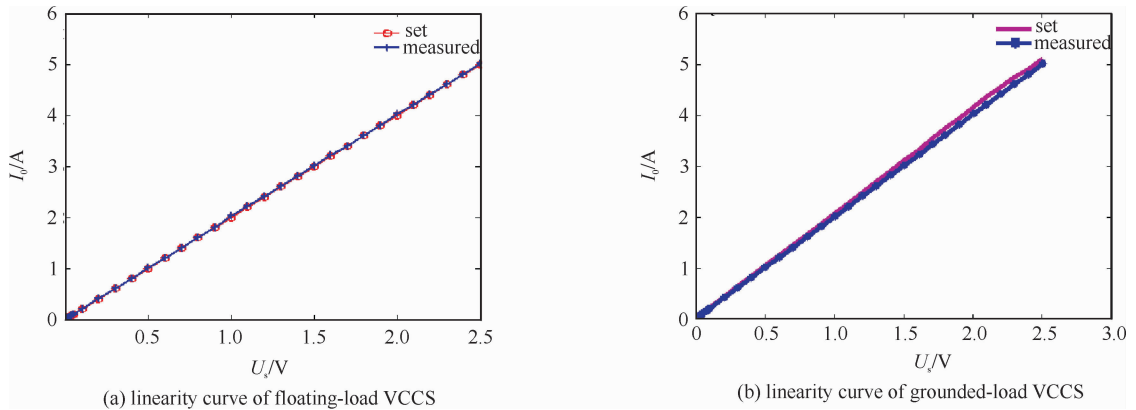 6
5
4
3
2
1
0
0.5
1.0
1.5
2.0
2.5
I₀/A
Uₛ/V
set
measured
(a) linearity curve of floating-load VCCS
6
5
4
3
2
1
0
0
0.5
1.0
1.5
2.0
2.5
3.0
I₀/A
Uₛ/V
set
measured
(b) linearity curve of grounded-load VCCS